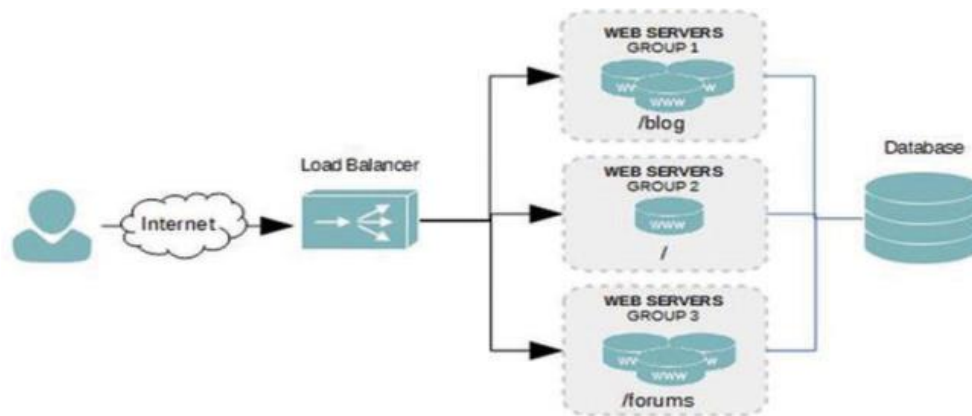 WEB SERVERS
GROUP 1
WWW
/blog
Load Balancer
Database
Internet
WEB SERVERS
GROUP 2
WWW
/
WEB SERVERS
GROUP 3
WWW
/forums